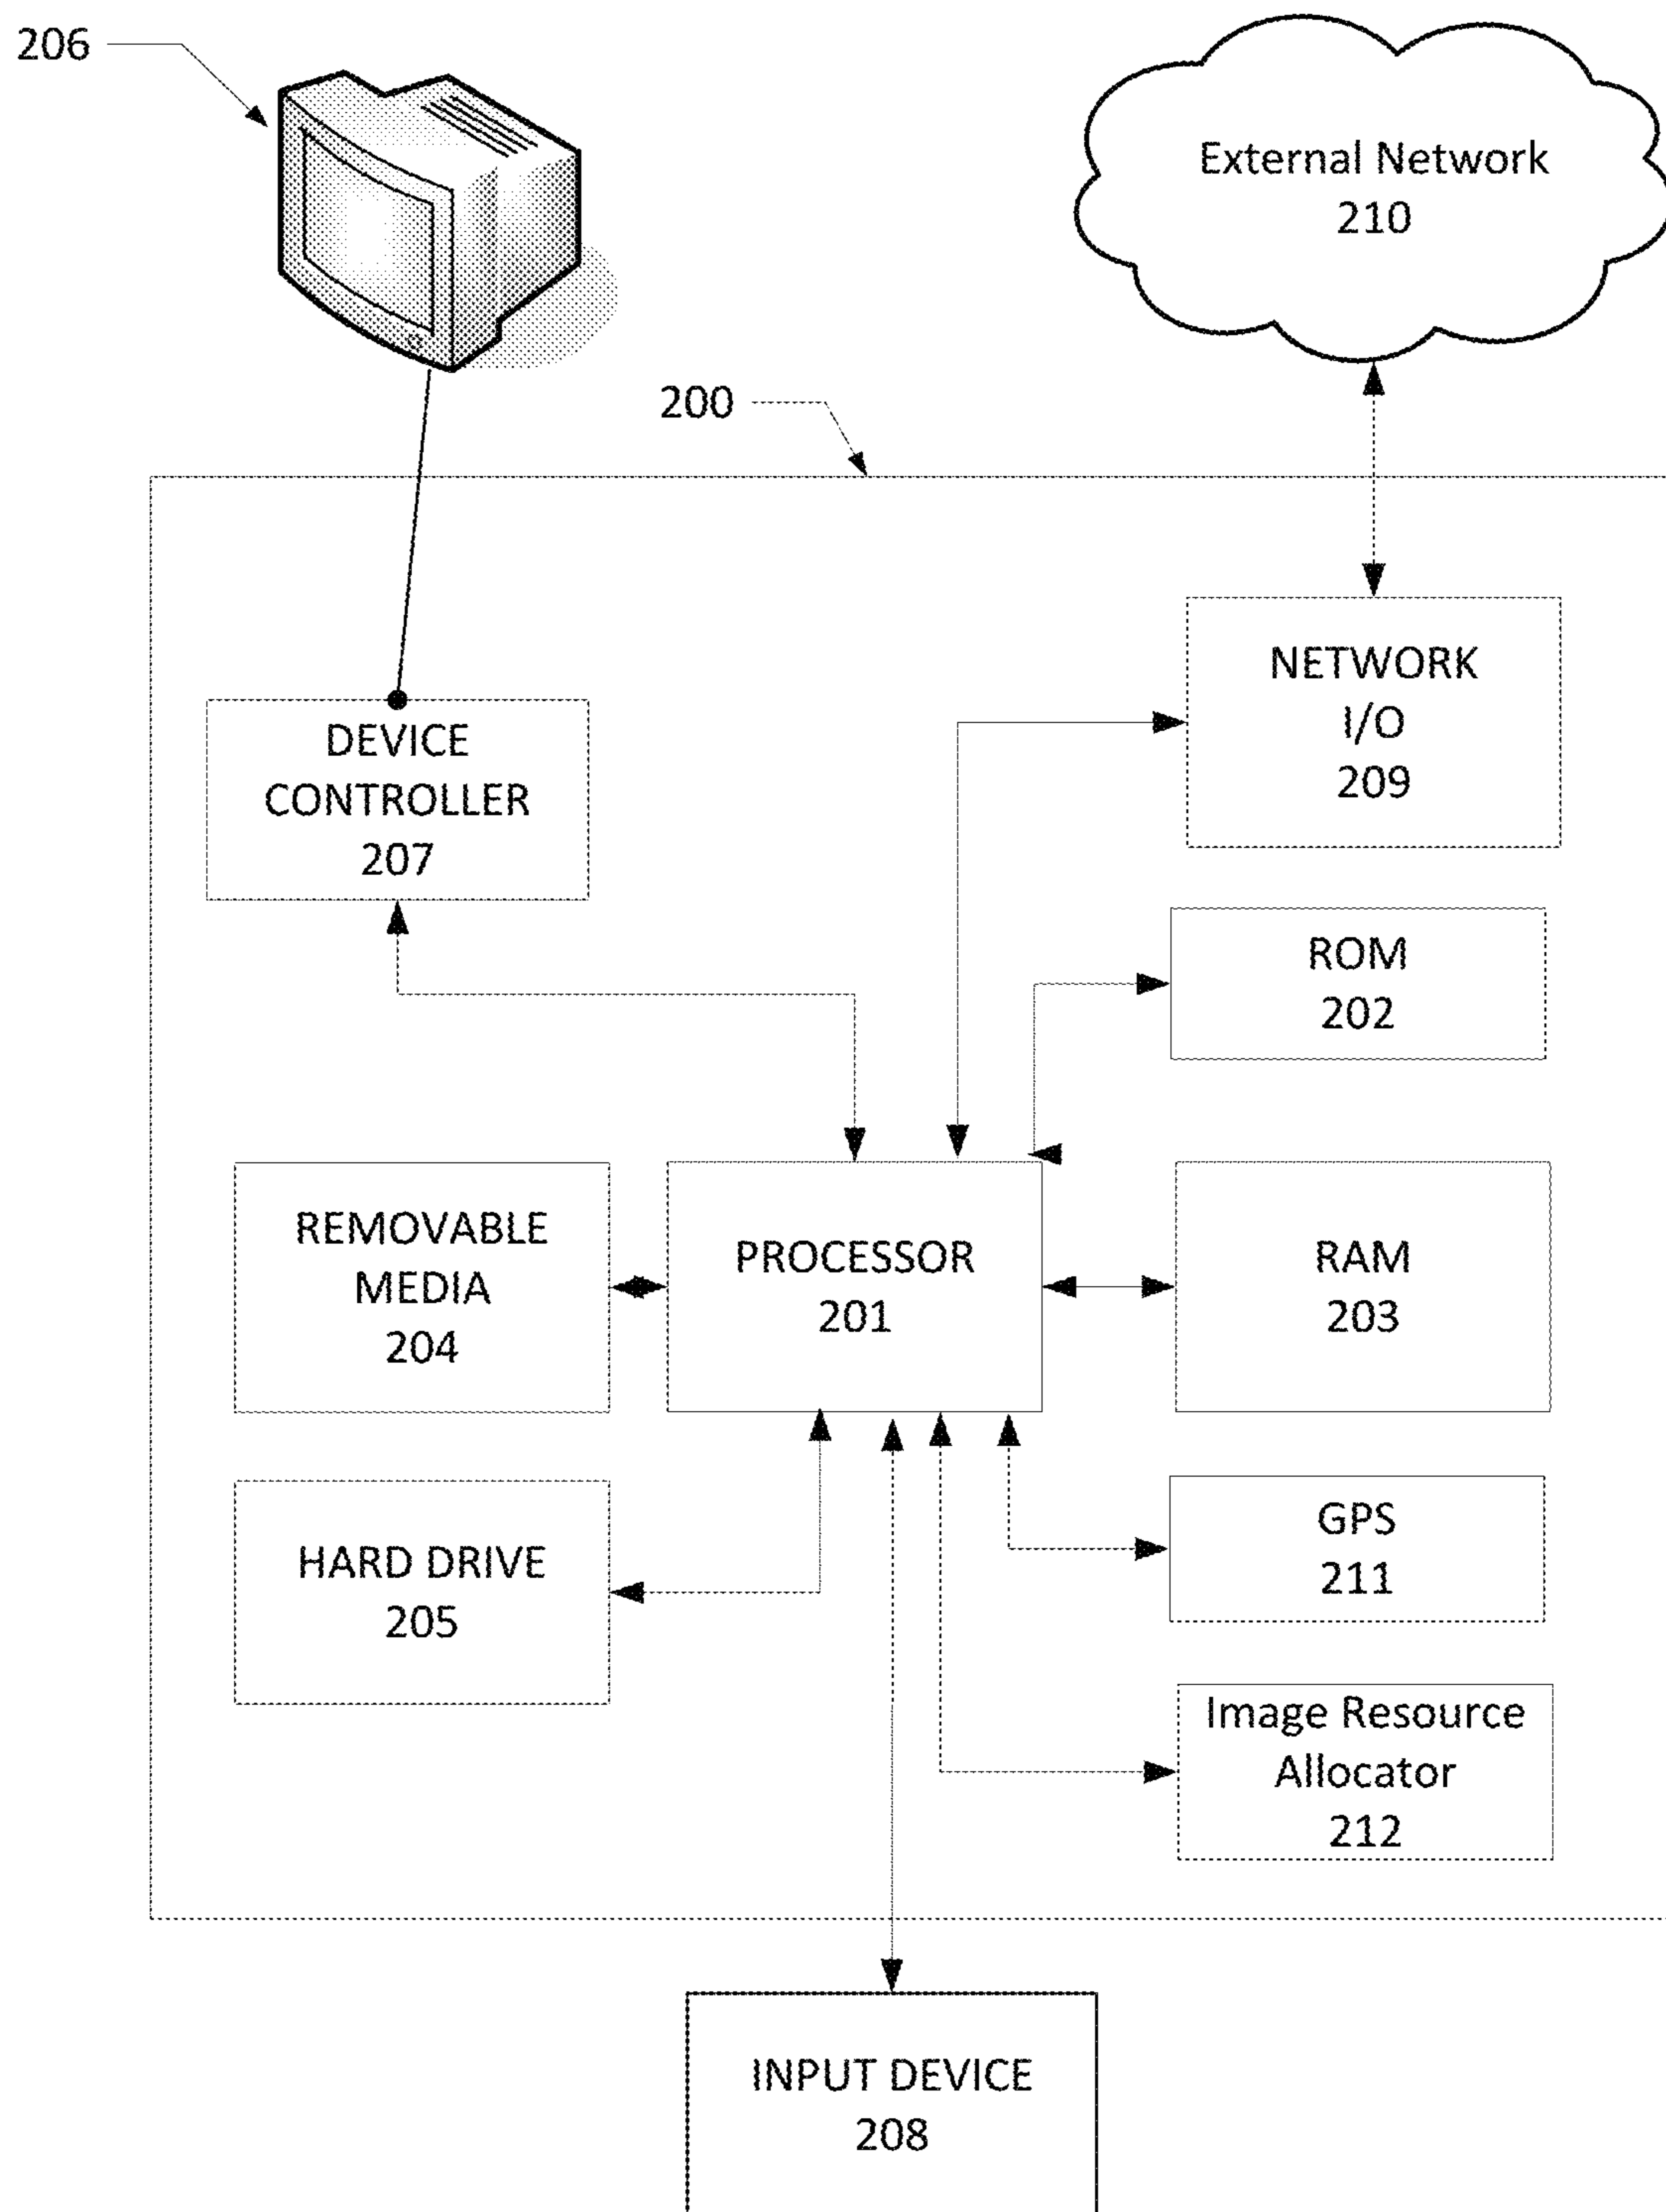 206
External Network
210
200
NETWORK
I/O
209
DEVICE
CONTROLLER
207
ROM
202
REMOVABLE
MEDIA
204
PROCESSOR
201
RAM
203
HARD DRIVE
205
GPS
211
Image Resource
Allocator
212
INPUT DEVICE
208